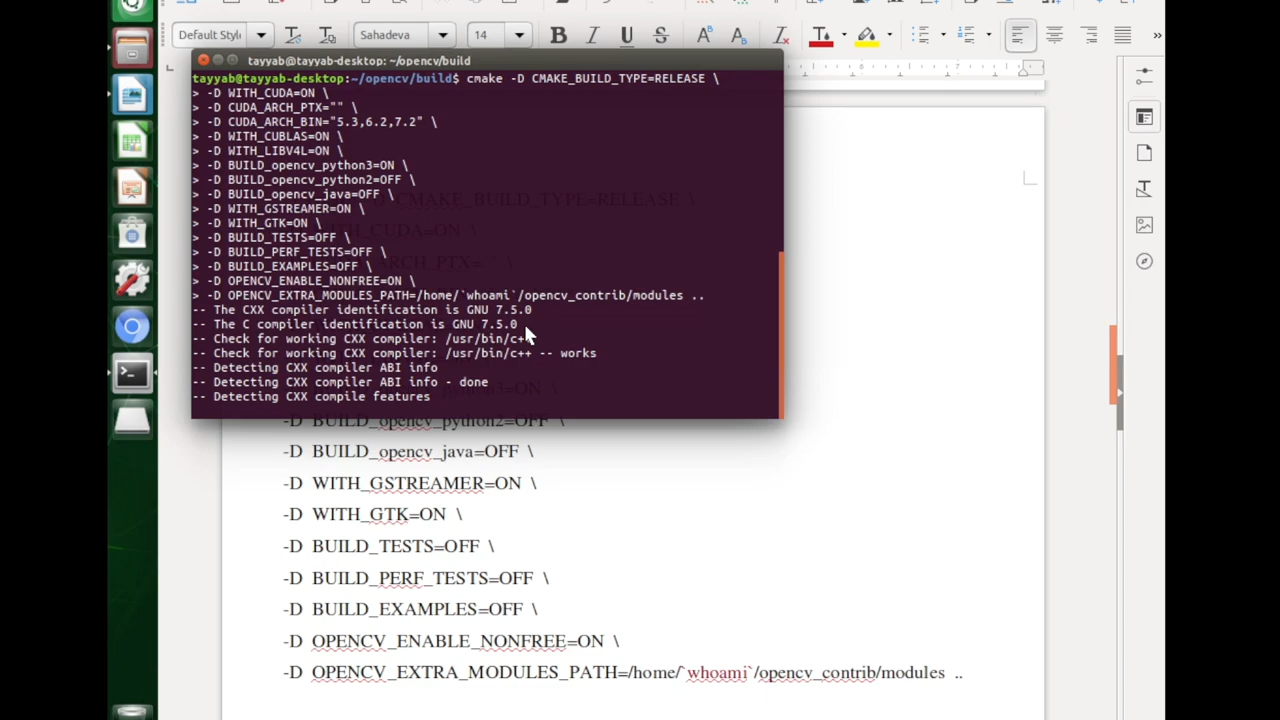 Default Styl
Sahadeva
14
tayyab@tayyab-desktop: ~/opencv/build
tayyab@tayyab-desktop:~/opencv/build$ cmake -D CMAKE_BUILD_TYPE=RELEASE \
> -D WITH_CUDA=ON \
> -D CUDA_ARCH_PTX="" \
> -D CUDA_ARCH_BIN="5.3,6.2,7.2" \
> -D WITH_CUBLAS=ON \
> -D WITH_LIBV4L=ON \
> -D BUILD_opencv_python3=ON \
> -D BUILD_opencv_python2=OFF \
> -D BUILD_opencv_java=OFF \
> -D WITH_GSTREAMER=ON \
> -D WITH_GTK=ON \
> -D BUILD_TESTS=OFF \
> -D BUILD_PERF_TESTS=OFF \
> -D BUILD_EXAMPLES=OFF \
> -D OPENCV_ENABLE_NONFREE=ON \
> -D OPENCV_EXTRA_MODULES_PATH=/home/`whoami`/opencv_contrib/modules ..
-- The CXX compiler identification is GNU 7.5.0
-- The C compiler identification is GNU 7.5.0
-- Check for working CXX compiler: /usr/bin/c++
-- Check for working CXX compiler: /usr/bin/c++ -- works
-- Detecting CXX compiler ABI info
-- Detecting CXX compiler ABI info - done
-- Detecting CXX compile features
-D BUILD_opencv_python2=OFF \
-D BUILD_opencv_java=OFF \
-D WITH_GSTREAMER=ON \
-D WITH_GTK=ON \
-D BUILD_TESTS=OFF \
-D BUILD_PERF_TESTS=OFF \
-D BUILD_EXAMPLES=OFF \
-D OPENCV_ENABLE_NONFREE=ON \
-D OPENCV_EXTRA_MODULES_PATH=/home/`whoami`/opencv_contrib/modules ..